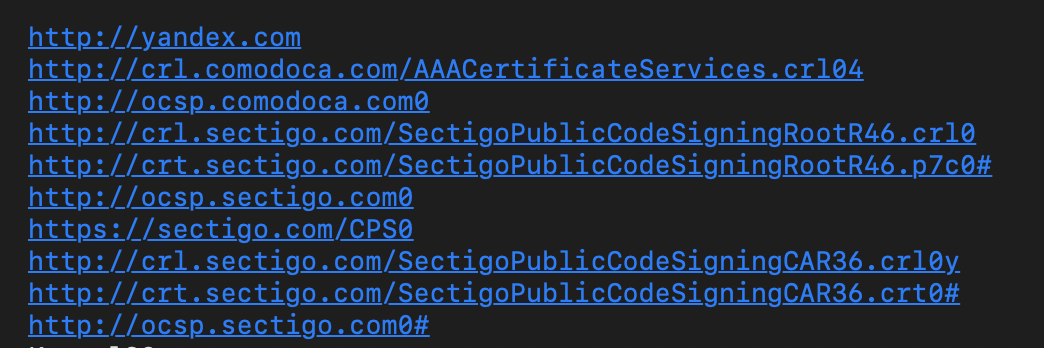 http://yandex.com
http://crl.comodoca.com/AAACertificateServices.crl04
http://ocsp.comodoca.com0
http://crl.sectigo.com/SectigoPublicCodeSigningRootR46.crl0
http://crt.sectigo.com/SectigoPublicCodeSigningRootR46.p7c0#
http://ocsp.sectigo.com0
https://sectigo.com/CPS0
http://crl.sectigo.com/SectigoPublicCodeSigningCAR36.crl0y
http://crt.sectigo.com/SectigoPublicCodeSigningCAR36.crt0#
http://ocsp.sectigo.com0#